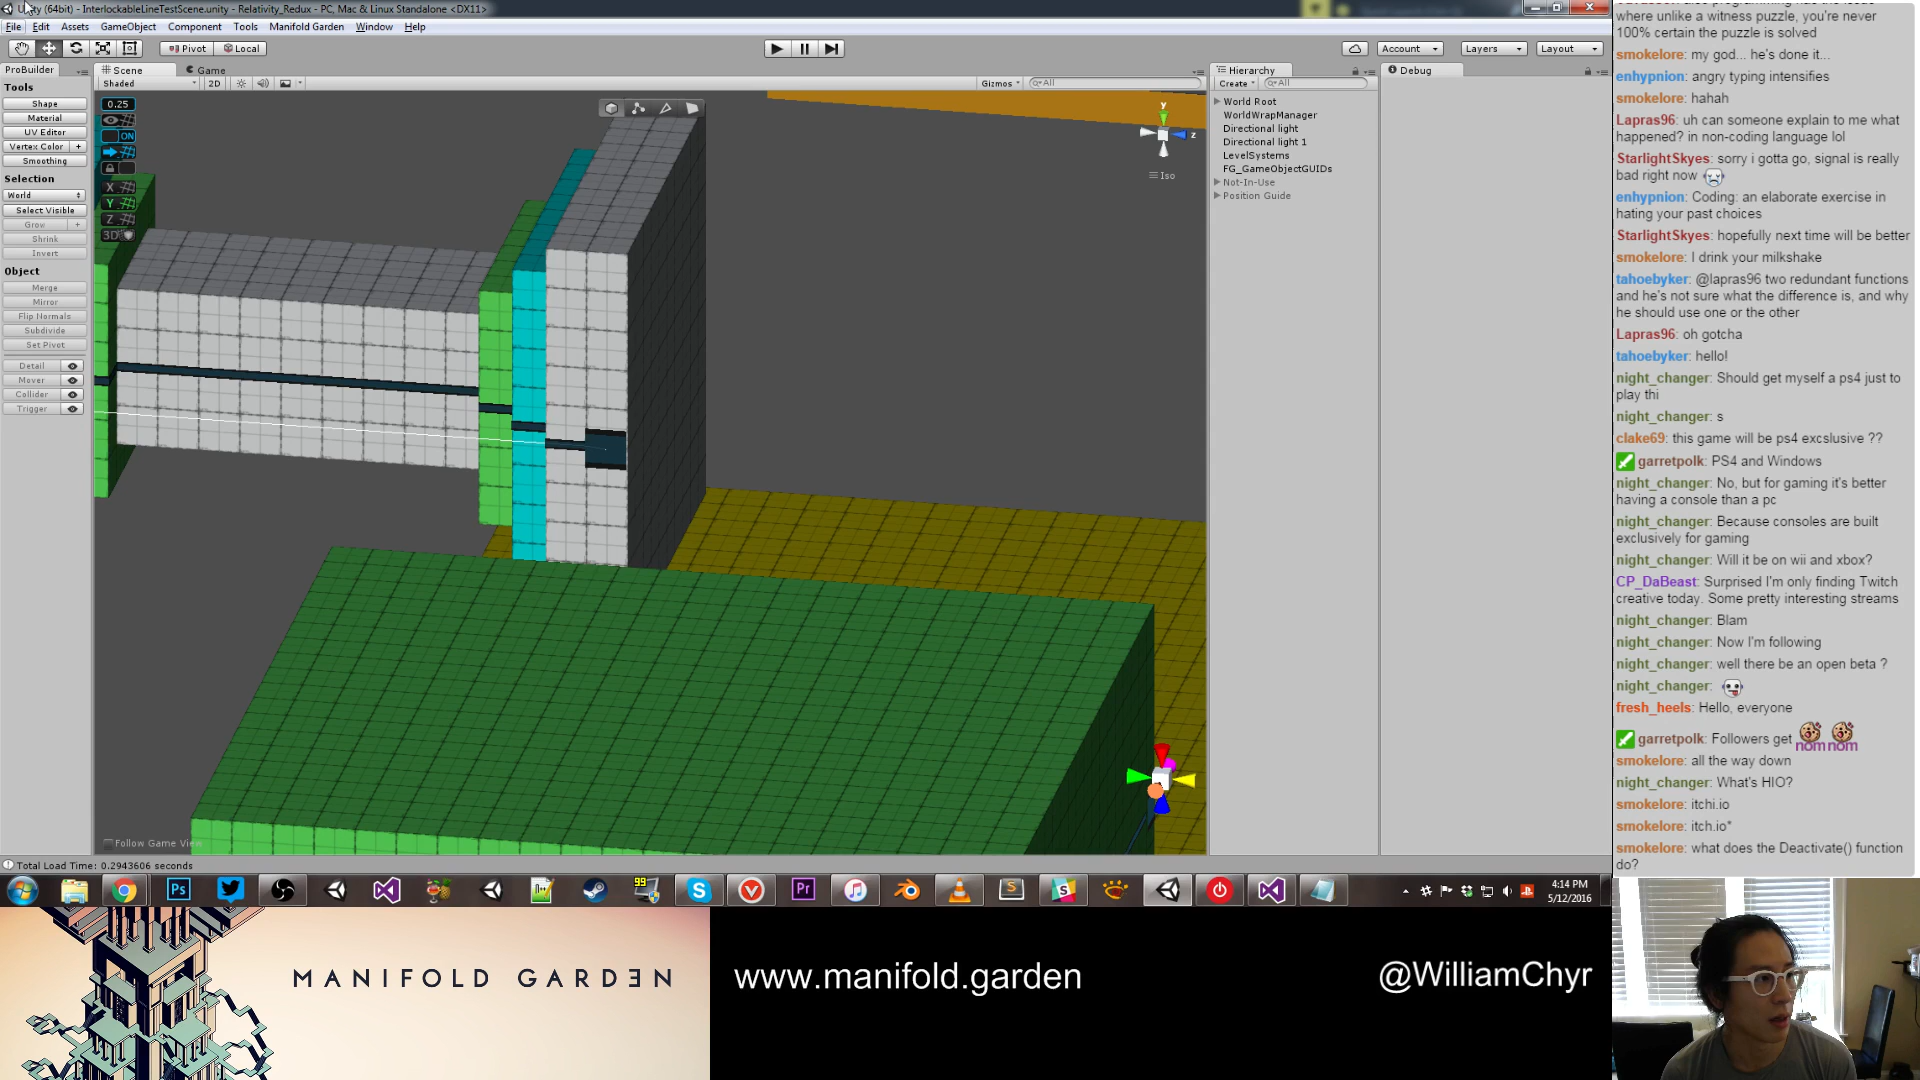 Unity (64bit) - InterlockableLineTestScene.unity - Relativity_Redux - PC, Mac & Linux Standalone <DX11>
File Edit Assets GameObject Component Tools Manifold Garden Window Help
Pivot Local Account Layers Layout
ProBuilder Scene Game Hierarchy Debug
Shaded 2D Gizmos All Create All
Tools
Shape
Material
UV Editor
Vertex Color +
Smoothing
Selection
World
Select Visible
Grow +
Shrink
Invert
Object
Merge
Mirror
Flip Normals
Subdivide
Set Pivot
Detail
Mover
Collider
Trigger
0.25
ON
X
Y
Z
3D
y
z
Iso
Follow Game View
World Root
WorldWrapManager
Directional light
Directional light 1
LevelSystems
FG_GameObjectGUIDs
Not-In-Use
Position Guide
Total Load Time: 0.2943606 seconds
99
4:14 PM
5/12/2016
where unlike a witness puzzle, you're never
100% certain the puzzle is solved
smokelore: my god... he's done it...
enhypnion: angry typing intensifies
smokelore: hahah
Lapras96: uh can someone explain to me what
happened? in non-coding language lol
StarlightSkyes: sorry i gotta go, signal is really
bad right now
enhypnion: Coding: an elaborate exercise in
hating your past choices
StarlightSkyes: hopefully next time will be better
smokelore: I drink your milkshake
tahoebyker: @lapras96 two redundant functions
and he's not sure what the difference is, and why
he should use one or the other
Lapras96: oh gotcha
tahoebyker: hello!
night_changer: Should get myself a ps4 just to
play thi
night_changer: s
clake69: this game will be ps4 excslusive ??
garretpolk: PS4 and Windows
night_changer: No, but for gaming it's better
having a console than a pc
night_changer: Because consoles are built
exclusively for gaming
night_changer: Will it be on wii and xbox?
CP_DaBeast: Surprised I'm only finding Twitch
creative today. Some pretty interesting streams
night_changer: Blam
night_changer: Now I'm following
night_changer: well there be an open beta ?
night_changer:
fresh_heels: Hello, everyone
garretpolk: Followers get nom nom
smokelore: all the way down
night_changer: What's HIO?
smokelore: itchi.io
smokelore: itch.io*
smokelore: what does the Deactivate() function
do?
MANIFOLD GARDƎN
www.manifold.garden
@WilliamChyr